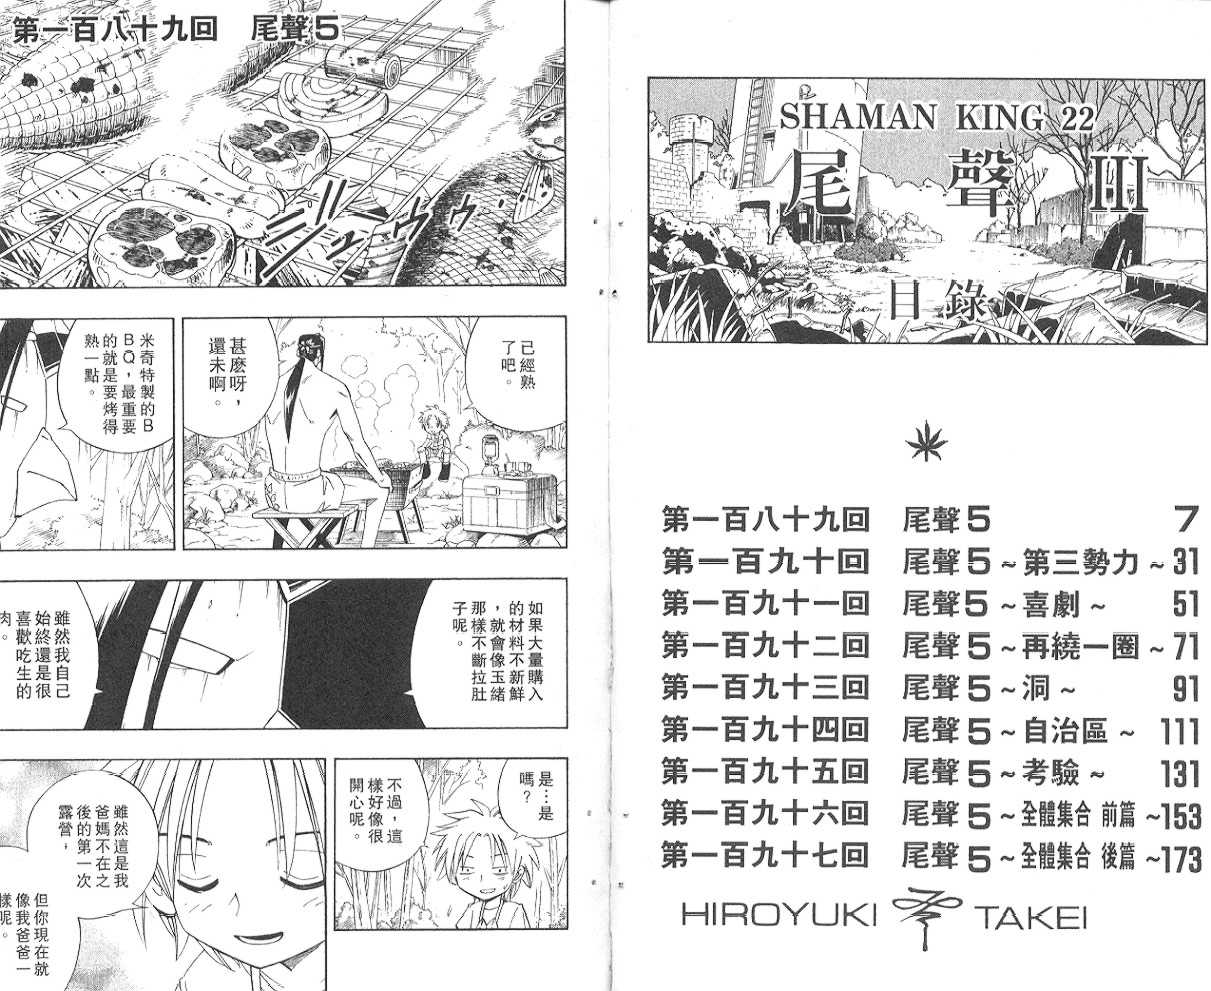 SHAMAN KING 22
尾聲 III
目錄
第一百八十九回 尾聲5 7
第一百九十回 尾聲5~第三勢力~31
第一百九十一回 尾聲5~喜劇~ 51
第一百九十二回 尾聲5~再繞一圈~71
第一百九十三回 尾聲5~洞~ 91
第一百九十四回 尾聲5~自治區~ 111
第一百九十五回 尾聲5~考驗~ 131
第一百九十六回 尾聲5~全體集合 前篇~153
第一百九十七回 尾聲5~全體集合 後篇~173
HIROYUKI TAKEI
第一百八十九回 尾聲5
ジュウウゥ
已經熟
了吧。
甚麽呀，
還未啊。
米奇特製的B
BQ，最重要
的就是要烤得
熟一點。
如果大量購入
的材料不新鮮
，就會像玉緒
那樣不斷拉肚
子呢。
雖然我自己
始終還是很
喜歡吃生的
肉。
是…是
嗎？
不過，這
樣好像很
開心呢。
雖然這是我
爸媽不在之
後的第一次
露營，
但你現在就
像我爸爸一
樣呢。